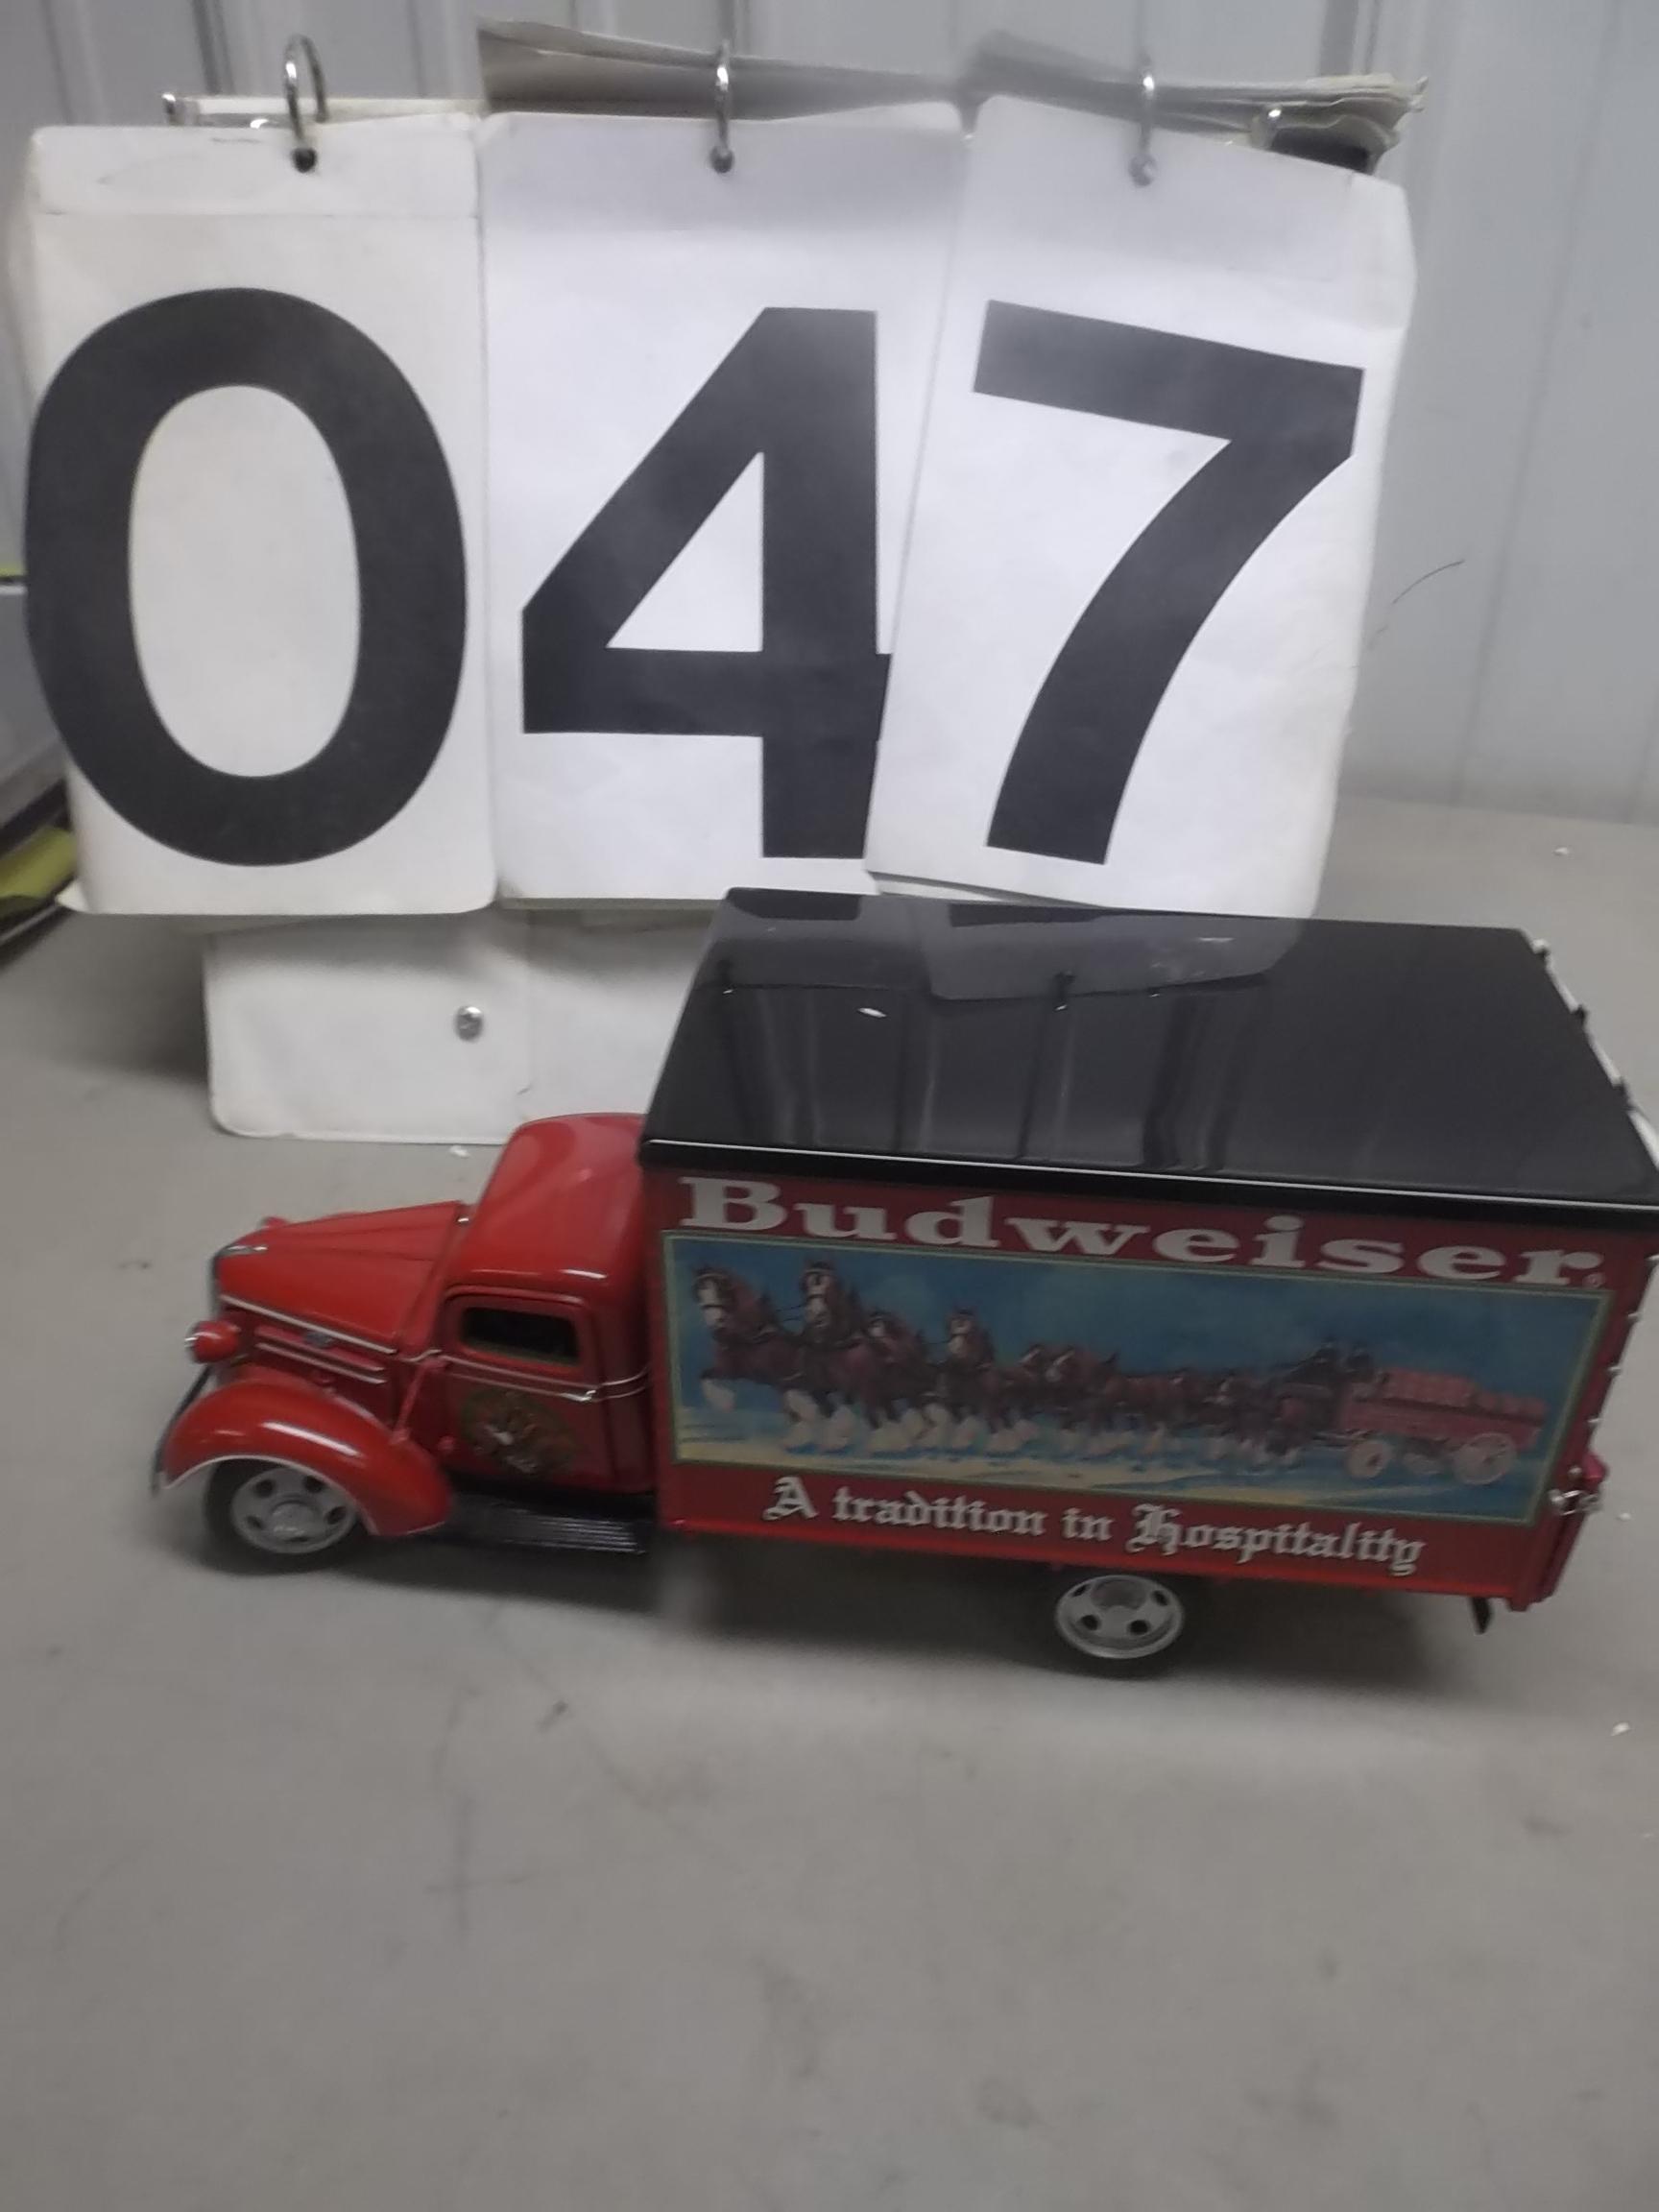 047
Budweiser®
A tradition in Hospitality